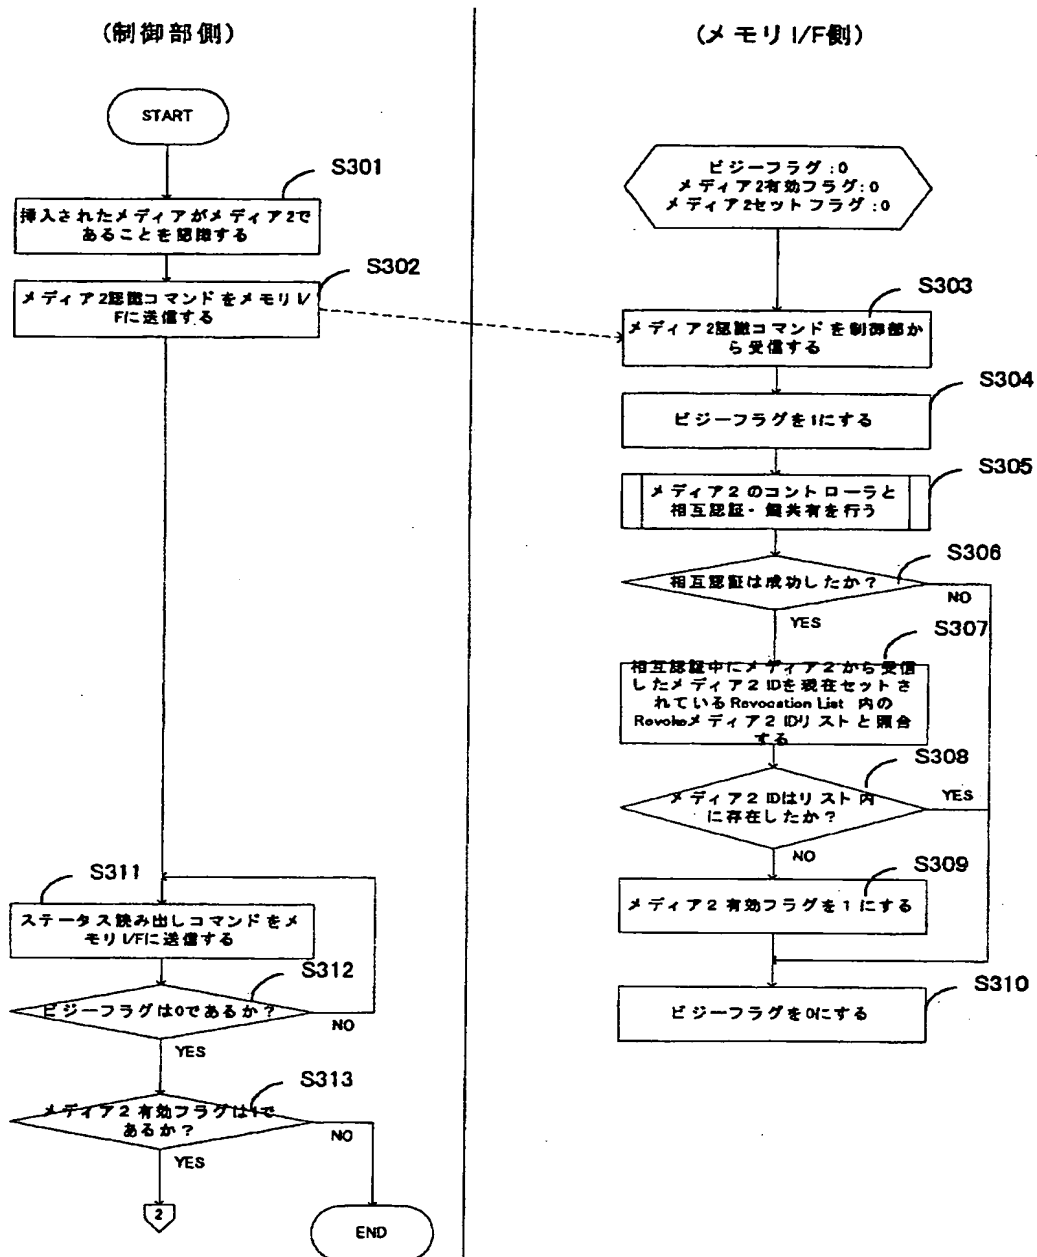 (制御部側)
START
S301
挿入されたメディアがメディア2で
あることを認識する
S302
メディア2認識コマンドをメモリI/
Fに送信する
S311
ステータス読み出しコマンドをメ
モリI/Fに送信する
S312
ビジーフラグは0であるか?
NO
YES
S313
メディア2有効フラグは1で
あるか?
NO
YES
2
END
(メモリI/F側)
ビジーフラグ:0
メディア2有効フラグ:0
メディア2セットフラグ:0
S303
メディア2認識コマンドを制御部か
ら受信する
S304
ビジーフラグを1にする
S305
メディア2のコントローラと
相互認証・鍵共有を行う
S306
相互認証は成功したか?
NO
YES
S307
相互認証中にメディア2から受信
したメディア2 IDを現在セットさ
れているRevocation List 内の
Revokeメディア2 IDリストと照合
する
S308
メディア2 IDはリスト内
に存在したか?
YES
NO
S309
メディア2有効フラグを1にする
S310
ビジーフラグを0にする